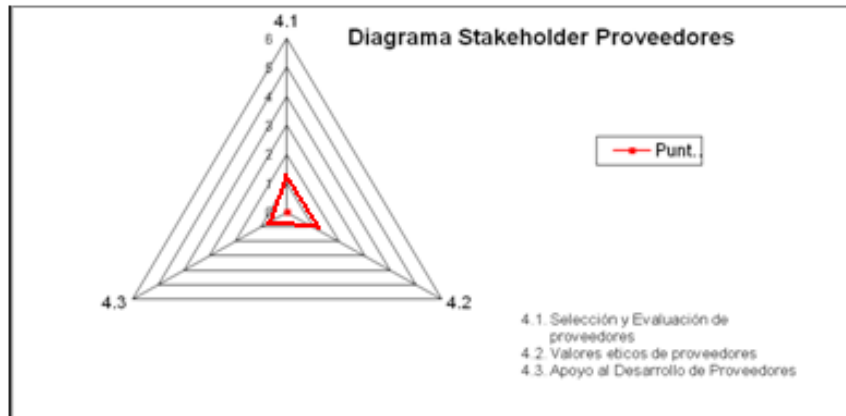 4.1
Diagrama Stakeholder Proveedores
6
5
4
3
2
1
0
Punt..
4.3
4.2
4.1. Selección y Evaluación de
proveedores
4.2. Valores eticos de proveedores
4.3. Apoyo al Desarrollo de Proveedores